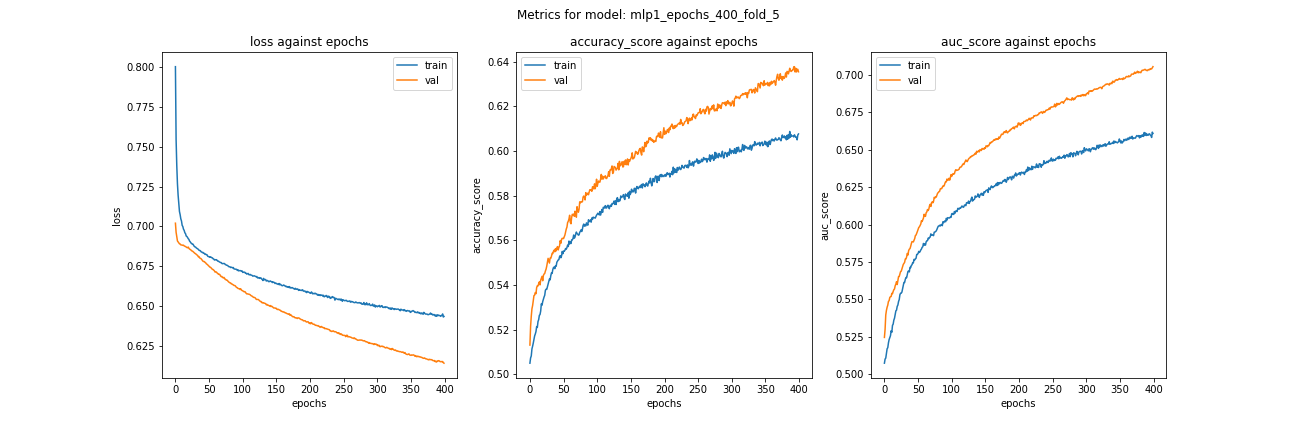 Metrics for model: mlp1_epochs_400_fold_5
loss against epochs
loss
0.800
0.775
0.750
0.725
0.700
0.675
0.650
0.625
0 50 100 150 200 250 300 350 400
epochs
train
val
accuracy_score against epochs
accuracy_score
0.64
0.62
0.60
0.58
0.56
0.54
0.52
0.50
0 50 100 150 200 250 300 350 400
epochs
train
val
auc_score against epochs
auc_score
0.700
0.675
0.650
0.625
0.600
0.575
0.550
0.525
0.500
0 50 100 150 200 250 300 350 400
epochs
train
val